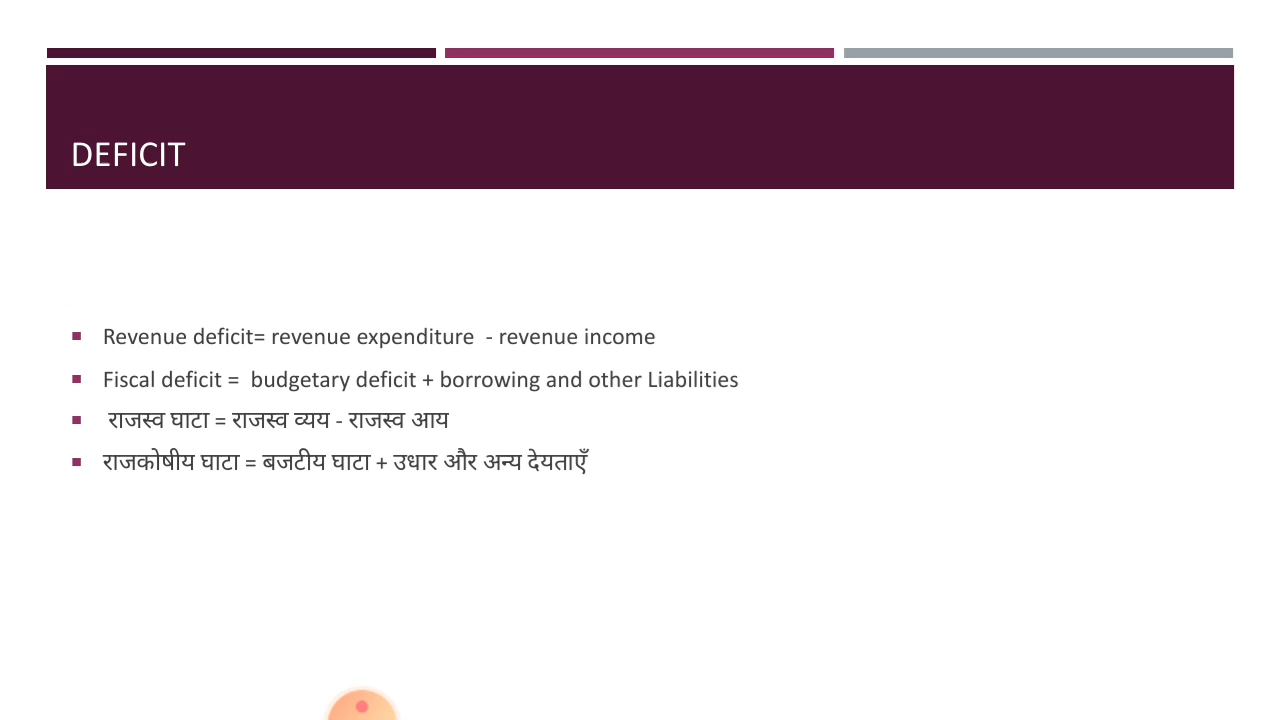 DEFICIT
Revenue deficit= revenue expenditure - revenue income
Fiscal deficit = budgetary deficit + borrowing and other Liabilities
राजस्व घाटा = राजस्व व्यय - राजस्व आय
राजकोषीय घाटा = बजटीय घाटा + उधार और अन्य देयताएँ